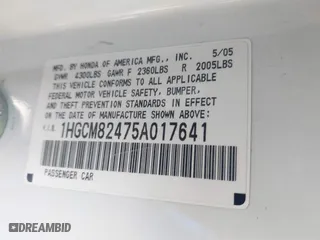 MFD. BY HONDA OF AMERICA MFG., INC. 5/05
GVWR 4300LBS GAWR F 2360LBS R 2005LBS
THIS VEHICLE CONFORMS TO ALL APPLICABLE
FEDERAL MOTOR VEHICLE SAFETY, BUMPER,
AND THEFT PREVENTION STANDARDS IN EFFECT
ON THE DATE OF MANUFACTURE SHOWN ABOVE.
V.I.N. 1HGCM82475A017641
PASSENGER CAR
DREAMBID